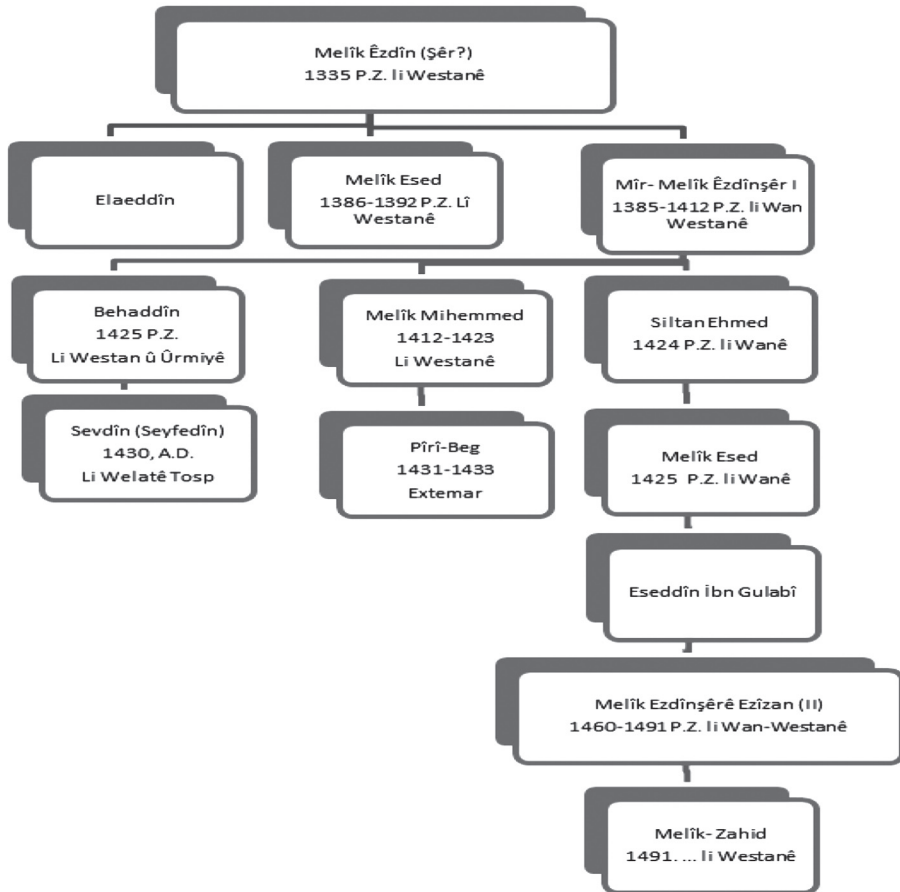 Melîk Êzdîn (Şêr?)
1335 P.Z. li Westanê
Elaeddîn
Melîk Esed
1386-1392 P.Z. Lî
Westanê
Mîr- Melîk Êzdînşêr I
1385-1412 P.Z. li Wan
Westanê
Behaddîn
1425 P.Z.
Li Westan û Ûrmiyê
Melîk Mihemmed
1412-1423
Li Westanê
Siltan Ehmed
1424 P.Z. li Wanê
Sevdîn (Seyfedîn)
1430, A.D.
Li Welatê Tosp
Pîrî-Beg
1431-1433
Extemar
Melîk Esed
1425 P.Z. li Wanê
Eseddîn İbn Gulabî
Melîk Ezdînşêrê Ezîzan (II)
1460-1491 P.Z. li Wan-Westanê
Melîk- Zahid
1491. ... li Westanê